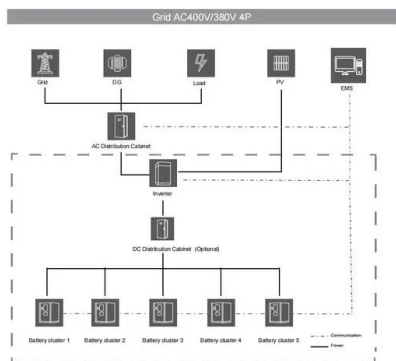 Grid AC400V/380V 4P
Grid
DG
Load
PV
EMS
AC Distribution Cabinet
Inverter
DC Distribution Cabinet (Optional)
Battery cluster 1
Battery cluster 2
Battery cluster 3
Battery cluster 4
Battery cluster 5
Communication
Power